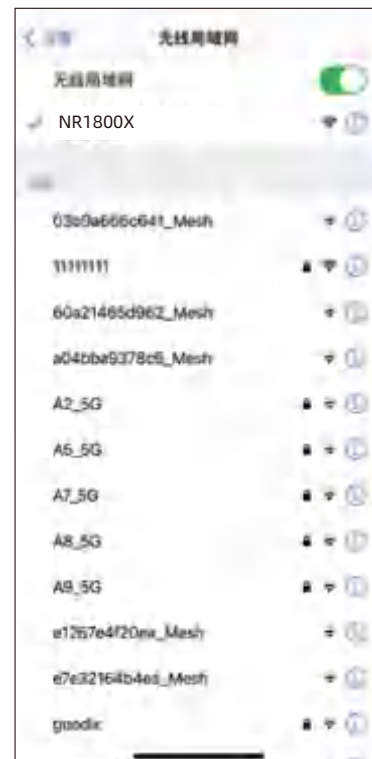 无线局域网
无线局域网
NR1800X
03b9a666c641_Mesh
11111111
60a21465d962_Mesh
a04bba9378c6_Mesh
A2_5G
A5_5G
A7_5G
A8_5G
A9_5G
e1267e4f20ea_Mesh
goodix